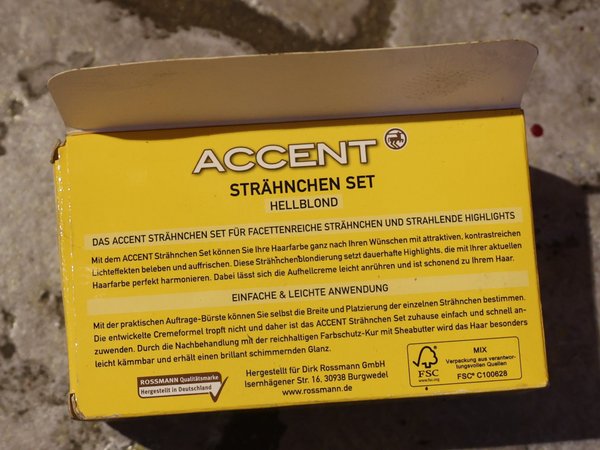 ACCENT
STRÄHNCHEN SET
HELLBLOND
DAS ACCENT STRÄHNCHEN SET FÜR FACETTENREICHE STRÄHNCHEN UND STRAHLENDE HIGHLIGHTS
Mit dem ACCENT Strähnchen Set können Sie Ihre Haarfarbe ganz nach Ihren Wünschen mit attraktiven, kontrastreichen
Lichteffekten beleben und auffrischen. Diese Strähnchenblondierung setzt dauerhafte Highlights, die mit Ihrer aktuellen
Haarfarbe perfekt harmonieren. Dabei lässt sich die Aufhellcreme leicht anrühren und ist schonend zu Ihrem Haar.
EINFACHE & LEICHTE ANWENDUNG
Mit der praktischen Auftrage-Bürste können Sie selbst die Breite und Platzierung der einzelnen Strähnchen bestimmen.
Die entwickelte Cremeformel tropft nicht und daher ist das ACCENT Strähnchen Set zuhause einfach und schnell an-
zuwenden. Durch die Nachbehandlung mit der reichhaltigen Farbschutz-Kur mit Sheabutter wird das Haar besonders
leicht kämmbar und erhält einen brillant schimmernden Glanz.
ROSSMANN Qualitätsmarke
Hergestellt in Deutschland
Hergestellt für Dirk Rossmann GmbH
Isernhägener Str. 16, 30938 Burgwedel
www.rossmann.de
FSC
www.fsc.org
MIX
Verpackung aus verantwor-
tungsvollen Quellen
FSC® C100628